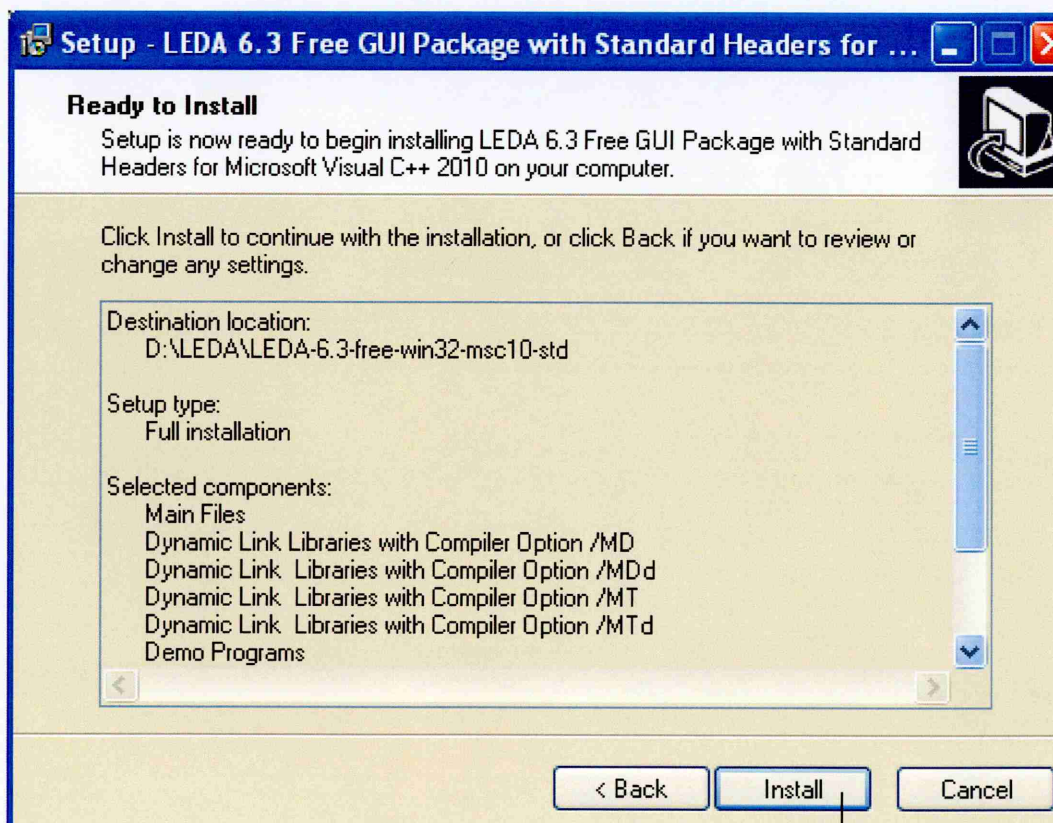 Setup - LEDA 6.3 Free GUI Package with Standard Headers for ...
Ready to Install
Setup is now ready to begin installing LEDA 6.3 Free GUI Package with Standard
Headers for Microsoft Visual C++ 2010 on your computer.
Click Install to continue with the installation, or click Back if you want to review or
change any settings.
Destination location:
D:\LEDA\LEDA-6.3-free-win32-msc10-std
Setup type:
Full installation
Selected components:
Main Files
Dynamic Link Libraries with Compiler Option /MD
Dynamic Link  Libraries with Compiler Option /MDd
Dynamic Link  Libraries with Compiler Option /MT
Dynamic Link  Libraries with Compiler Option /MTd
Demo Programs
< Back
Install
Cancel